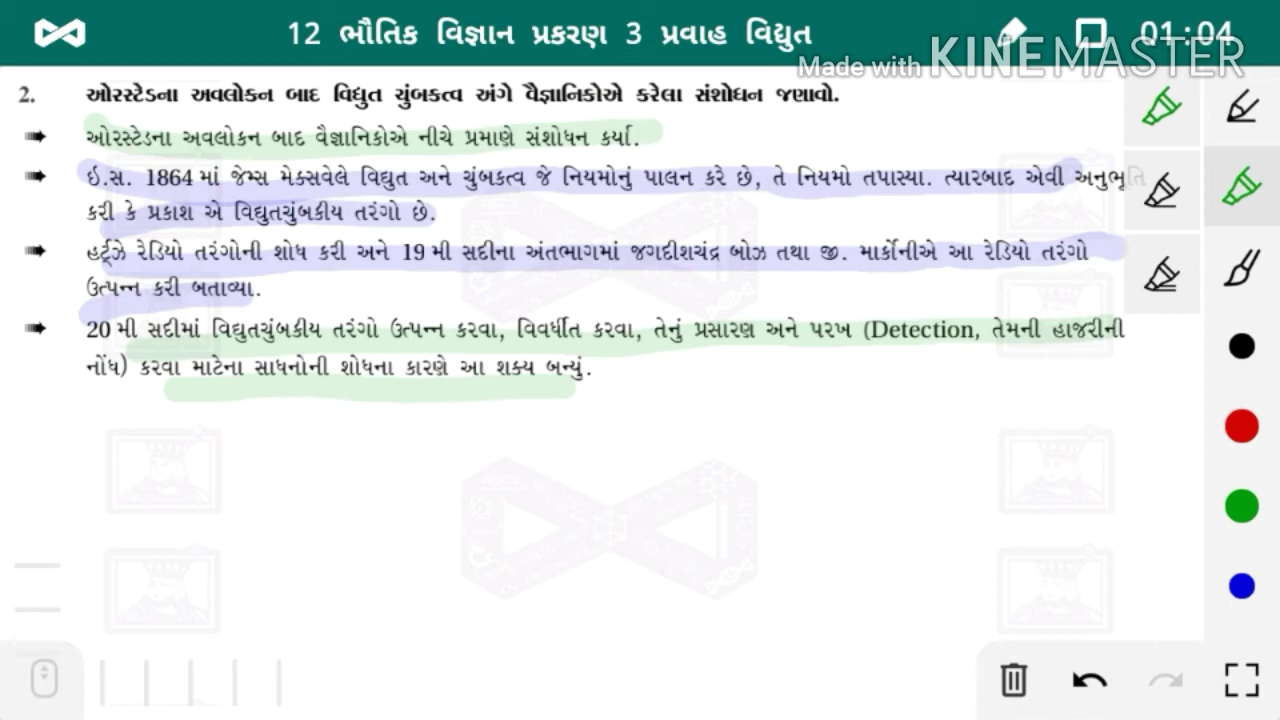 12 ભૌતિક વિજ્ઞાન પ્રકરણ 3 પ્રવાહ વિદ્યુત
01:04
Made with KINEMASTER
2. ઓરસ્ટેડના અવલોકન બાદ વિદ્યુત ચુંબકત્વ અંગે વૈજ્ઞાનિકોએ કરેલા સંશોધન જણાવો.
➠ ઓરસ્ટેડના અવલોકન બાદ વૈજ્ઞાનિકોએ નીચે પ્રમાણે સંશોધન કર્યા.
➠ ઈ.સ. 1864 માં જેમ્સ મેક્સવેલે વિદ્યુત અને ચુંબકત્વ જે નિયમોનું પાલન કરે છે, તે નિયમો તપાસ્યા. ત્યારબાદ એવી અનુભૂતિ
કરી કે પ્રકાશ એ વિદ્યુતચુંબકીય તરંગો છે.
➠ હર્ટ્ઝે રેડિયો તરંગોની શોધ કરી અને 19 મી સદીના અંતભાગમાં જગદીશચંદ્ર બોઝ તથા જી. માર્કોનીએ આ રેડિયો તરંગો
ઉત્પન્ન કરી બતાવ્યા.
➠ 20 મી સદીમાં વિદ્યુતચુંબકીય તરંગો ઉત્પન્ન કરવા, વિવર્ધીત કરવા, તેનું પ્રસારણ અને પરખ (Detection, તેમની હાજરીની
નોંધ) કરવા માટેના સાધનોની શોધના કારણે આ શક્ય બન્યું.